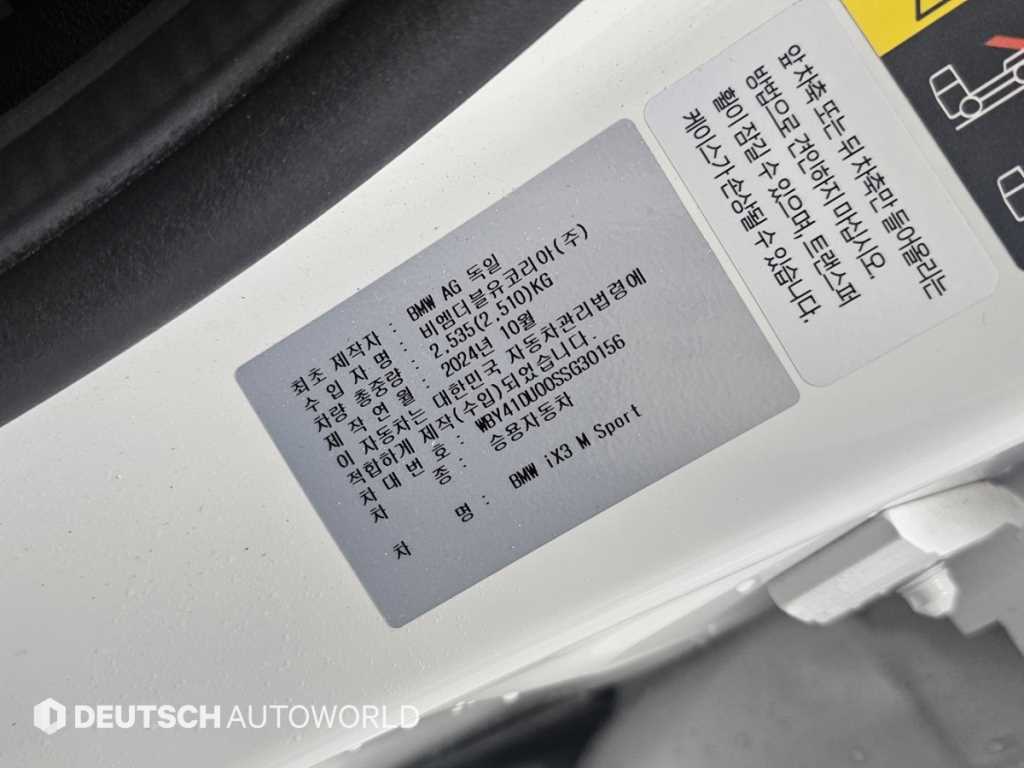 최초 제작자 : BMW AG 독일
수 입 자 명 : 비엠더블유코리아(주)
차량 총중량 : 2.535(2.510)KG
제 작 연 월 : 2024년 10월
이 자동차는 대한민국 자동차관리법령에
적합하게 제작(수입)되었습니다.
차 대 번 호 : WBY41DU00SSG30156
차 종 : 승용자동차
차 명 : BMW iX3 M Sport
앞 차축 또는 뒤 차축만 들어올리는
방법으로 견인하지 마십시오.
휠이 잠길 수 있으며 트랜스퍼
케이스가 손상될 수 있습니다.
DEUTSCH AUTOWORLD